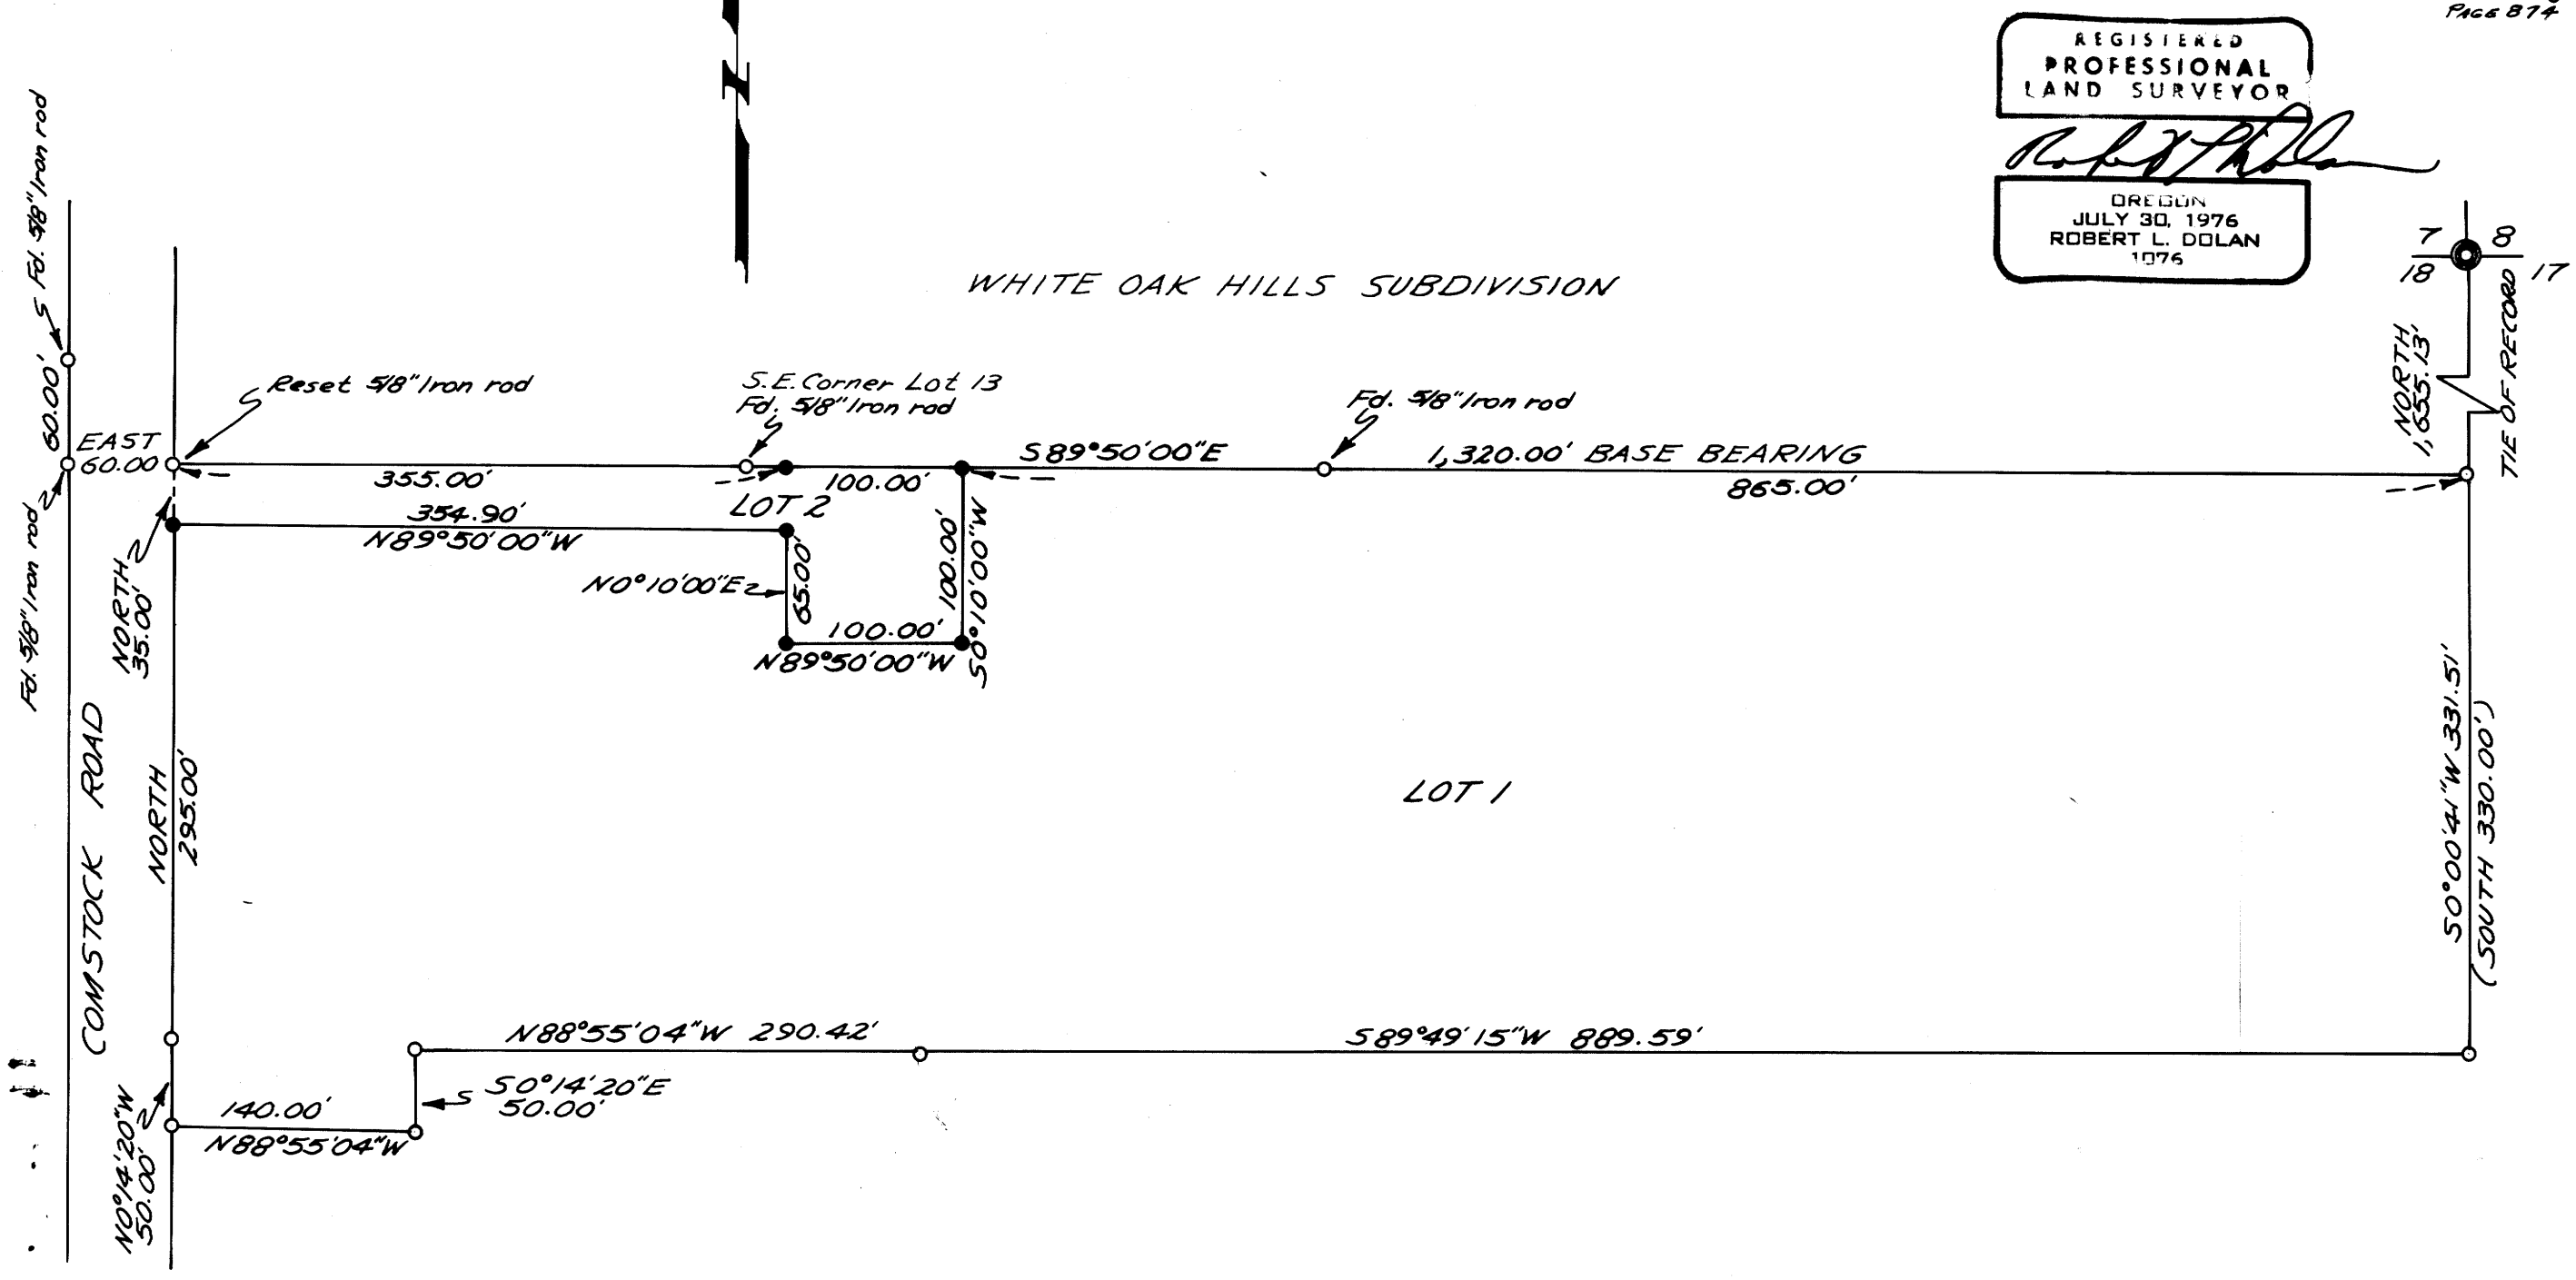 PAGE 874
REGISTERED
PROFESSIONAL
LAND SURVEYOR
OREGON
JULY 30, 1976
ROBERT L. DOLAN
1076
N
7 8
18 17
WHITE OAK HILLS SUBDIVISION
Fd. 5/8" Iron rod
60.00'
EAST
60.00
Fd. 5/8" Iron rod
Reset 5/8" Iron rod
S.E. Corner Lot 13
Fd. 5/8" Iron rod
Fd. 5/8" Iron rod
S89°50'00"E
1,320.00' BASE BEARING
NORTH
1,655.13'
TIE OF RECORD
355.00'
100.00'
865.00'
LOT 2
354.90'
N89°50'00"W
NORTH
35.00'
N0°10'00"E
65.00'
100.00'
S0°10'00"W
100.00'
N89°50'00"W
COMSTOCK ROAD
NORTH
295.00'
LOT 1
S0°00'41"W 331.51'
(SOUTH 330.00')
N88°55'04"W 290.42'
S89°49'15"W 889.59'
S0°14'20"E
50.00'
140.00'
N88°55'04"W
N0°14'20"W
50.00'